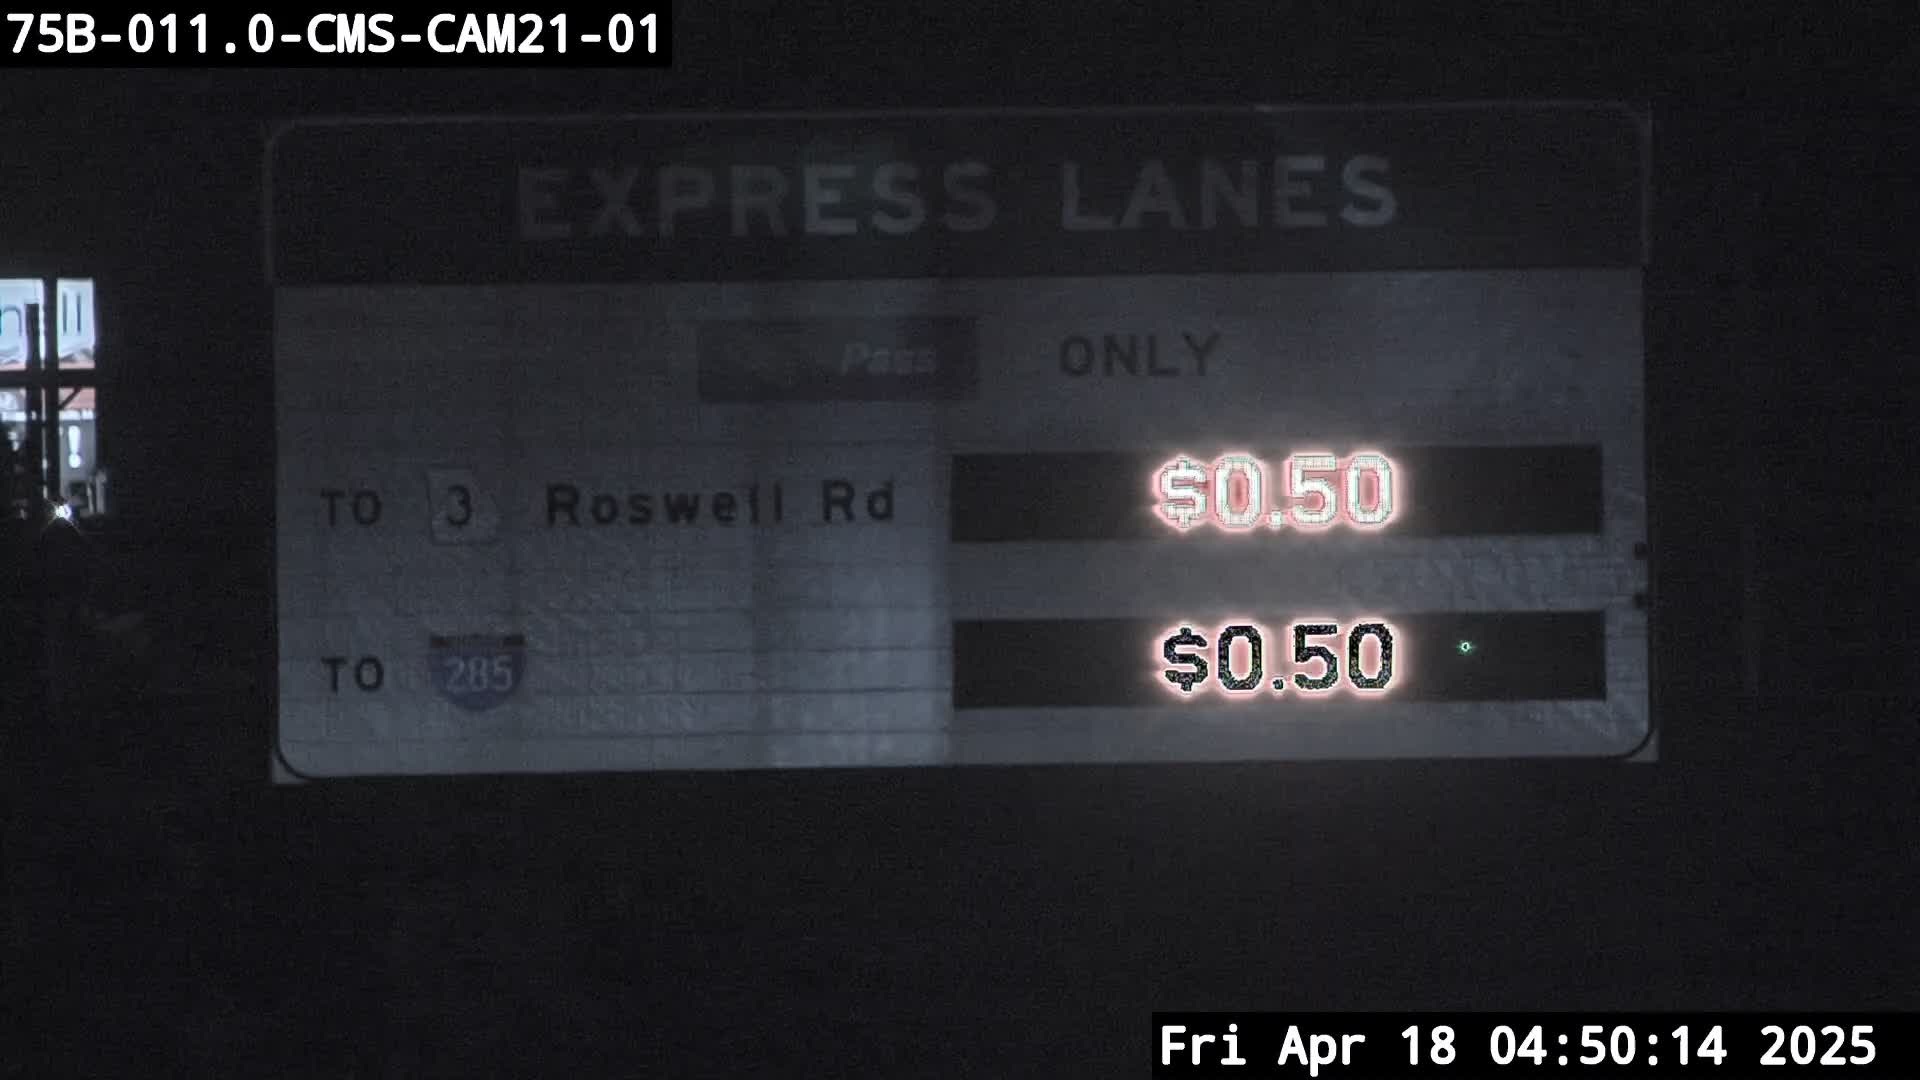 75B-011.0-CMS-CAM21-01
EXPRESS LANES
Pass ONLY
TO 3 Roswell Rd $0.50
TO 285 $0.50
Fri Apr 18 04:50:14 2025